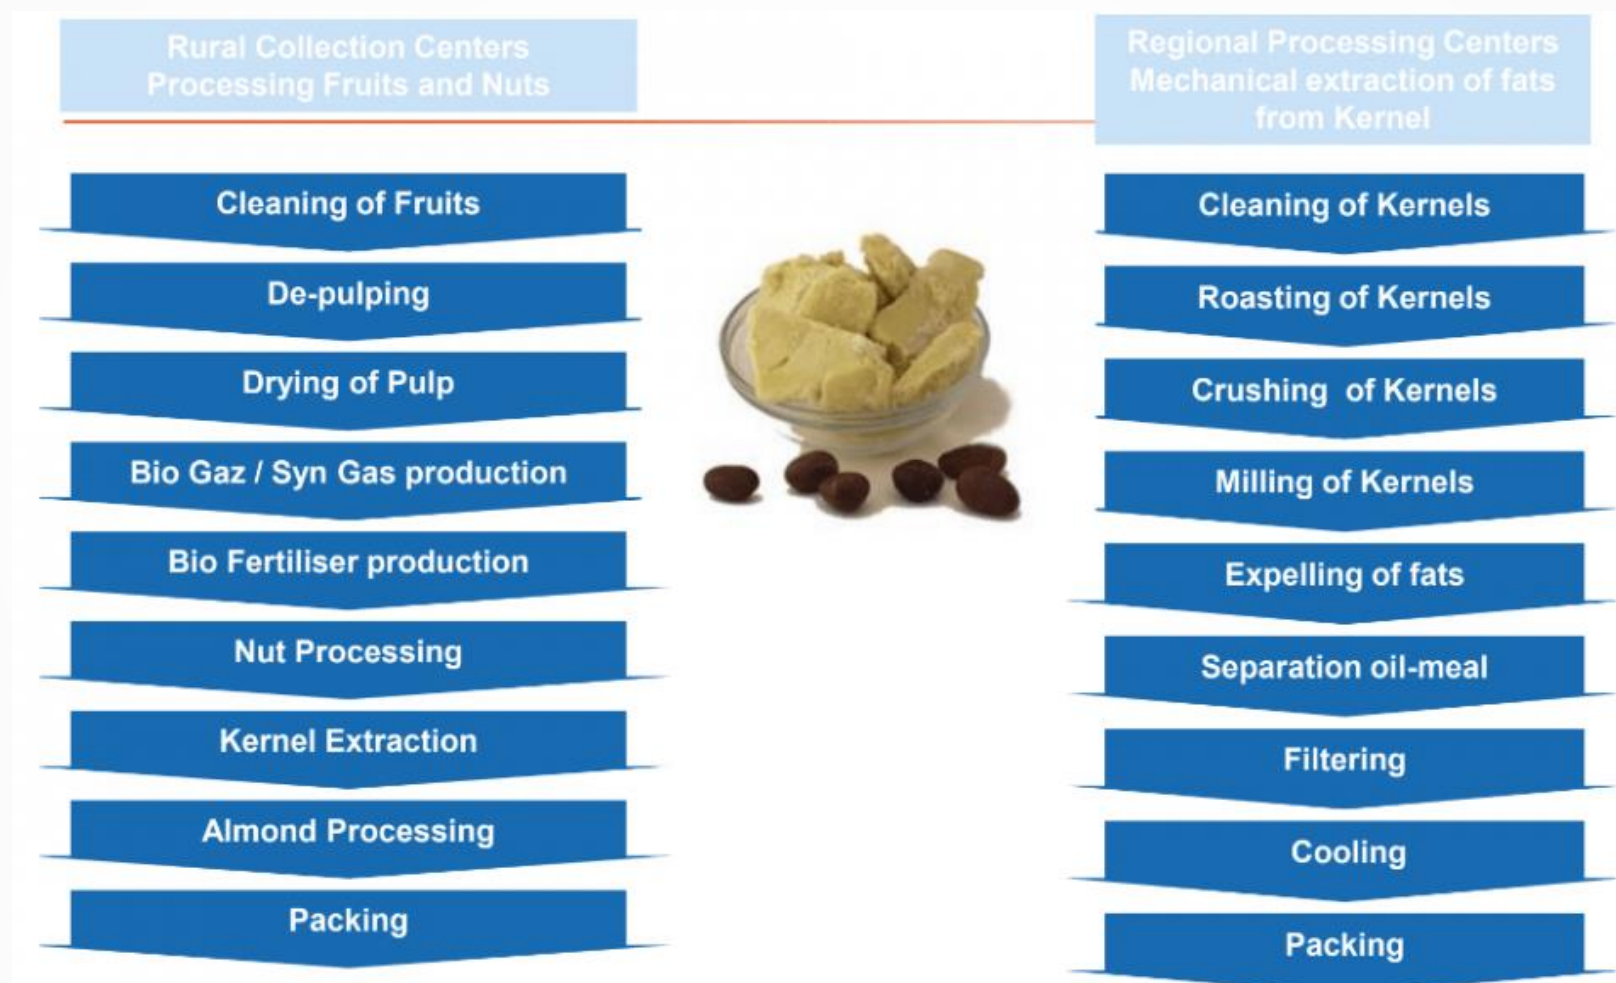 Rural Collection Centers
Processing Fruits and Nuts
Cleaning of Fruits
De-pulping
Drying of Pulp
Bio Gaz / Syn Gas production
Bio Fertiliser production
Nut Processing
Kernel Extraction
Almond Processing
Packing
Regional Processing Centers
Mechanical extraction of fats
from Kernel
Cleaning of Kernels
Roasting of Kernels
Crushing  of Kernels
Milling of Kernels
Expelling of fats
Separation oil-meal
Filtering
Cooling
Packing